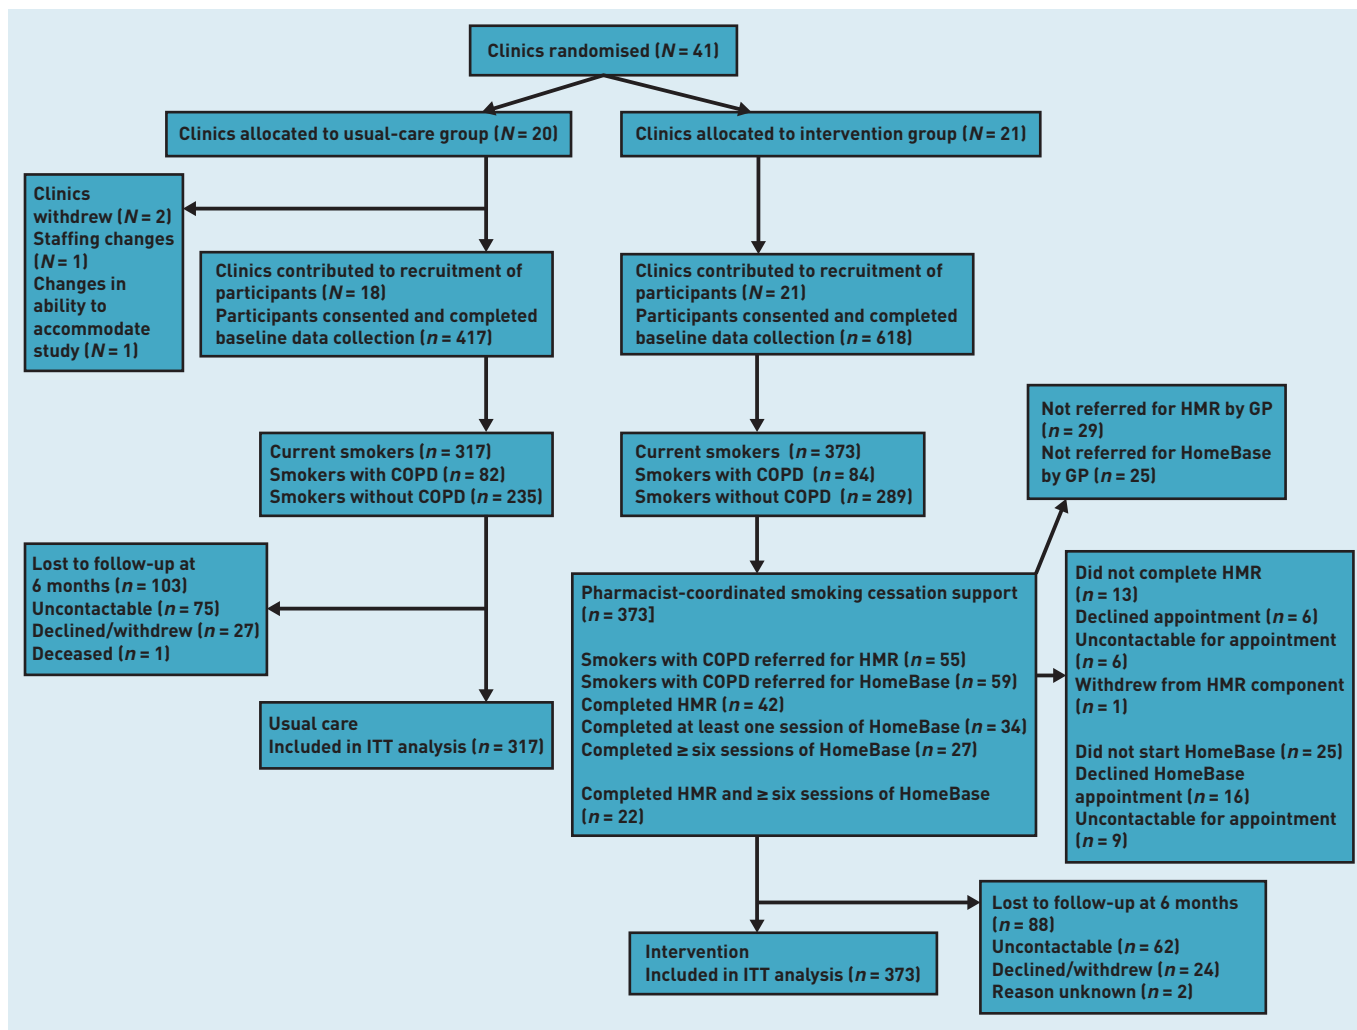 Clinics randomised (N = 41)
Clinics allocated to usual-care group (N = 20)
Clinics allocated to intervention group (N = 21)
Clinics
withdrew (N = 2)
Staffing changes
(N = 1)
Changes in
ability to
accommodate
study (N = 1)
Clinics contributed to recruitment of
participants (N = 18)
Participants consented and completed
baseline data collection (n = 417)
Clinics contributed to recruitment of
participants (N = 21)
Participants consented and completed
baseline data collection (n = 618)
Current smokers (n = 317)
Smokers with COPD (n = 82)
Smokers without COPD (n = 235)
Current smokers (n = 373)
Smokers with COPD (n = 84)
Smokers without COPD (n = 289)
Not referred for HMR by GP
(n = 29)
Not referred for HomeBase
by GP (n = 25)
Lost to follow-up at
6 months (n = 103)
Uncontactable (n = 75)
Declined/withdrew (n = 27)
Deceased (n = 1)
Pharmacist-coordinated smoking cessation support
(n = 373]
Smokers with COPD referred for HMR (n = 55)
Smokers with COPD referred for HomeBase (n = 59)
Completed HMR (n = 42)
Completed at least one session of HomeBase (n = 34)
Completed ≥ six sessions of HomeBase (n = 27)
Completed HMR and ≥ six sessions of HomeBase
(n = 22)
Did not complete HMR
(n = 13)
Declined appointment (n = 6)
Uncontactable for appointment
(n = 6)
Withdrew from HMR component
(n = 1)
Did not start HomeBase (n = 25)
Declined HomeBase
appointment (n = 16)
Uncontactable for appointment
(n = 9)
Usual care
Included in ITT analysis (n = 317)
Lost to follow-up at 6 months
(n = 88)
Uncontactable (n = 62)
Declined/withdrew (n = 24)
Reason unknown (n = 2)
Intervention
Included in ITT analysis (n = 373)